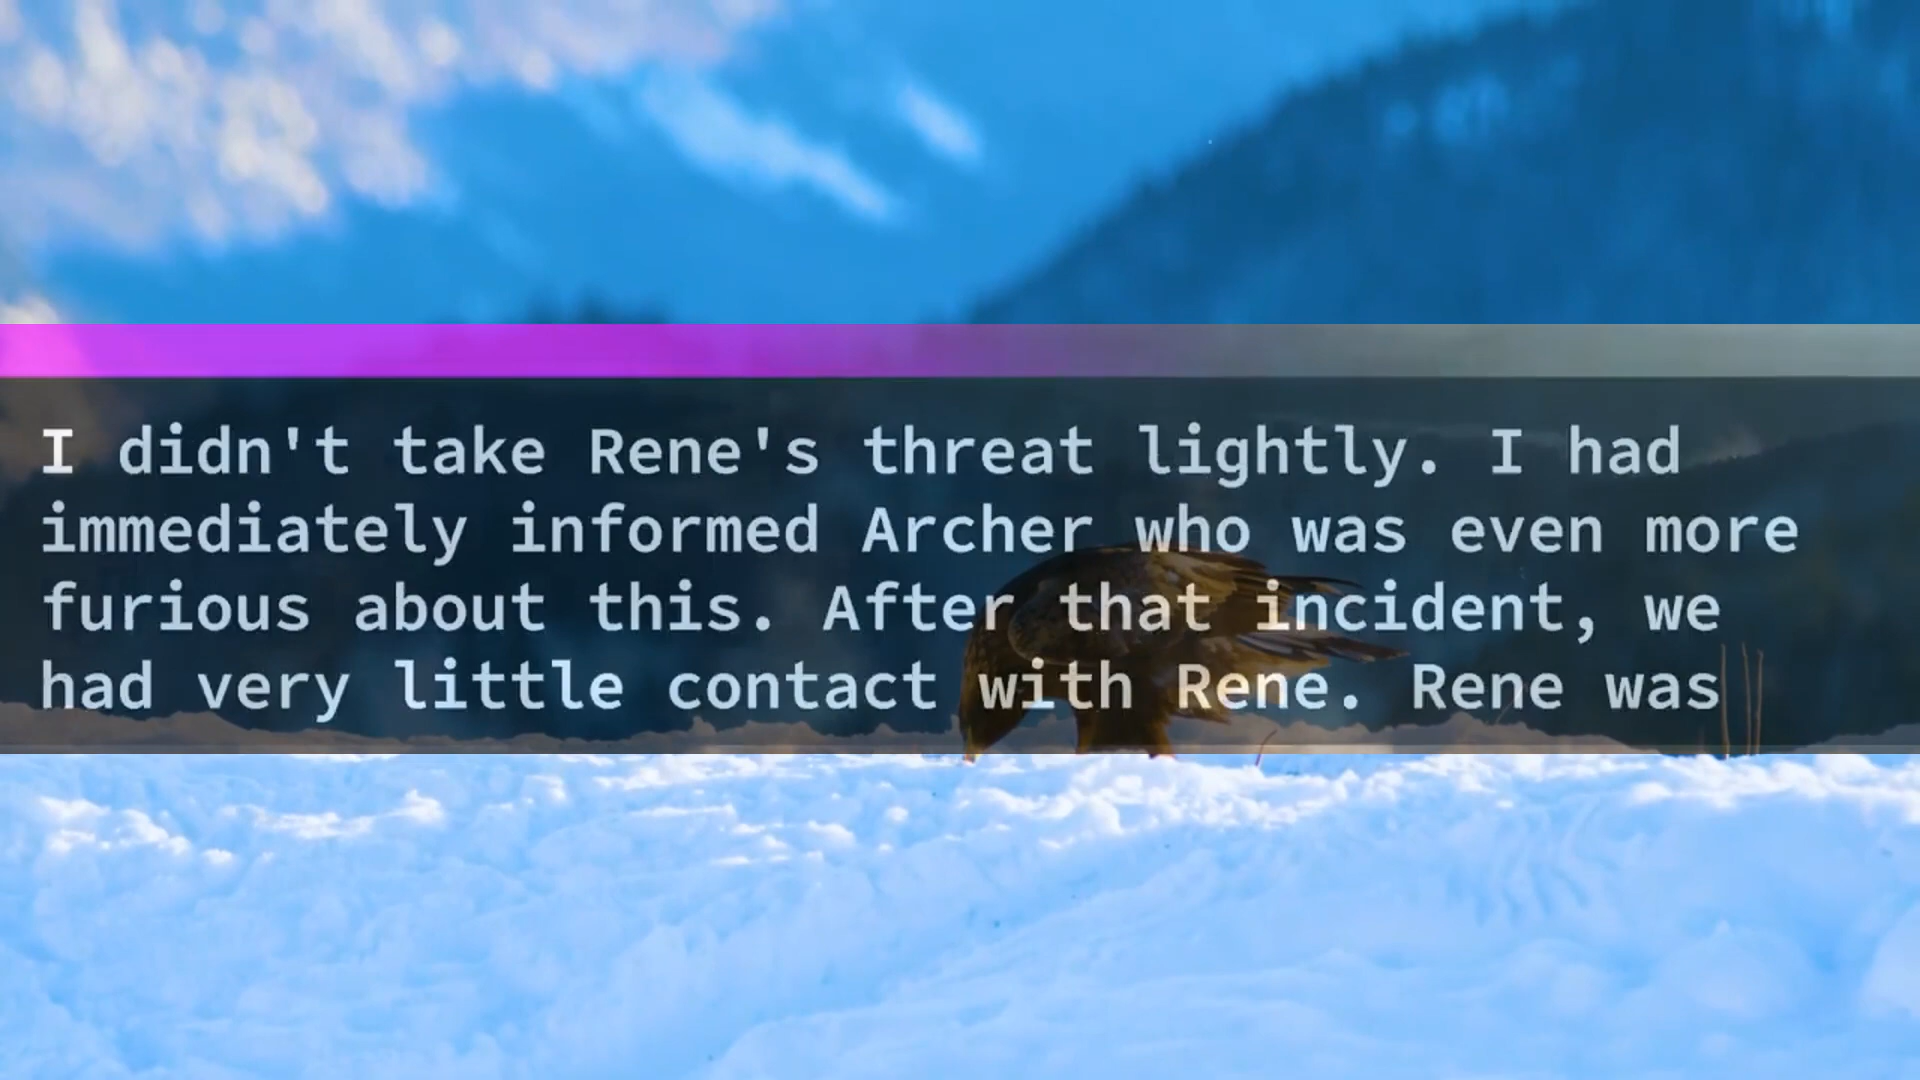 I didn't take Rene's threat lightly. I had
immediately informed Archer who was even more
furious about this. After that incident, we
had very little contact with Rene. Rene was